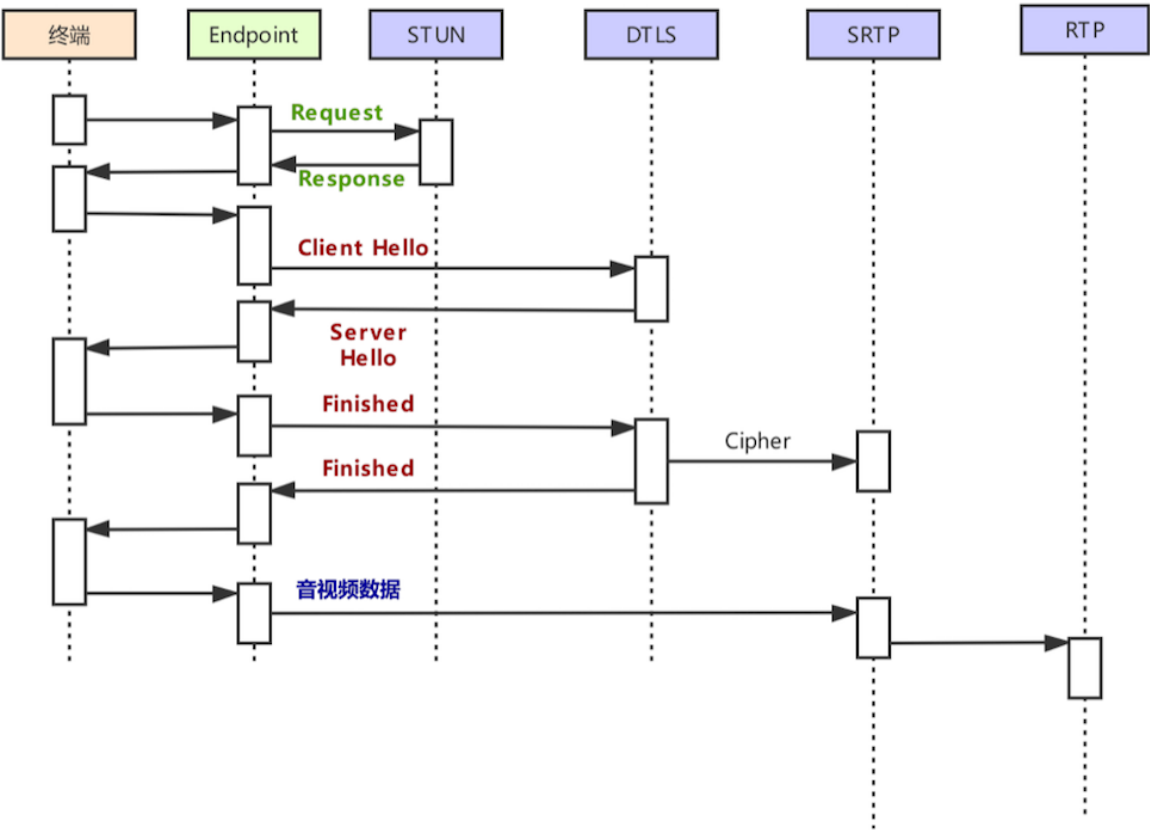 终端
Endpoint
STUN
DTLS
SRTP
RTP
Request
Response
Client Hello
Server
Hello
Finished
Cipher
Finished
音视频数据